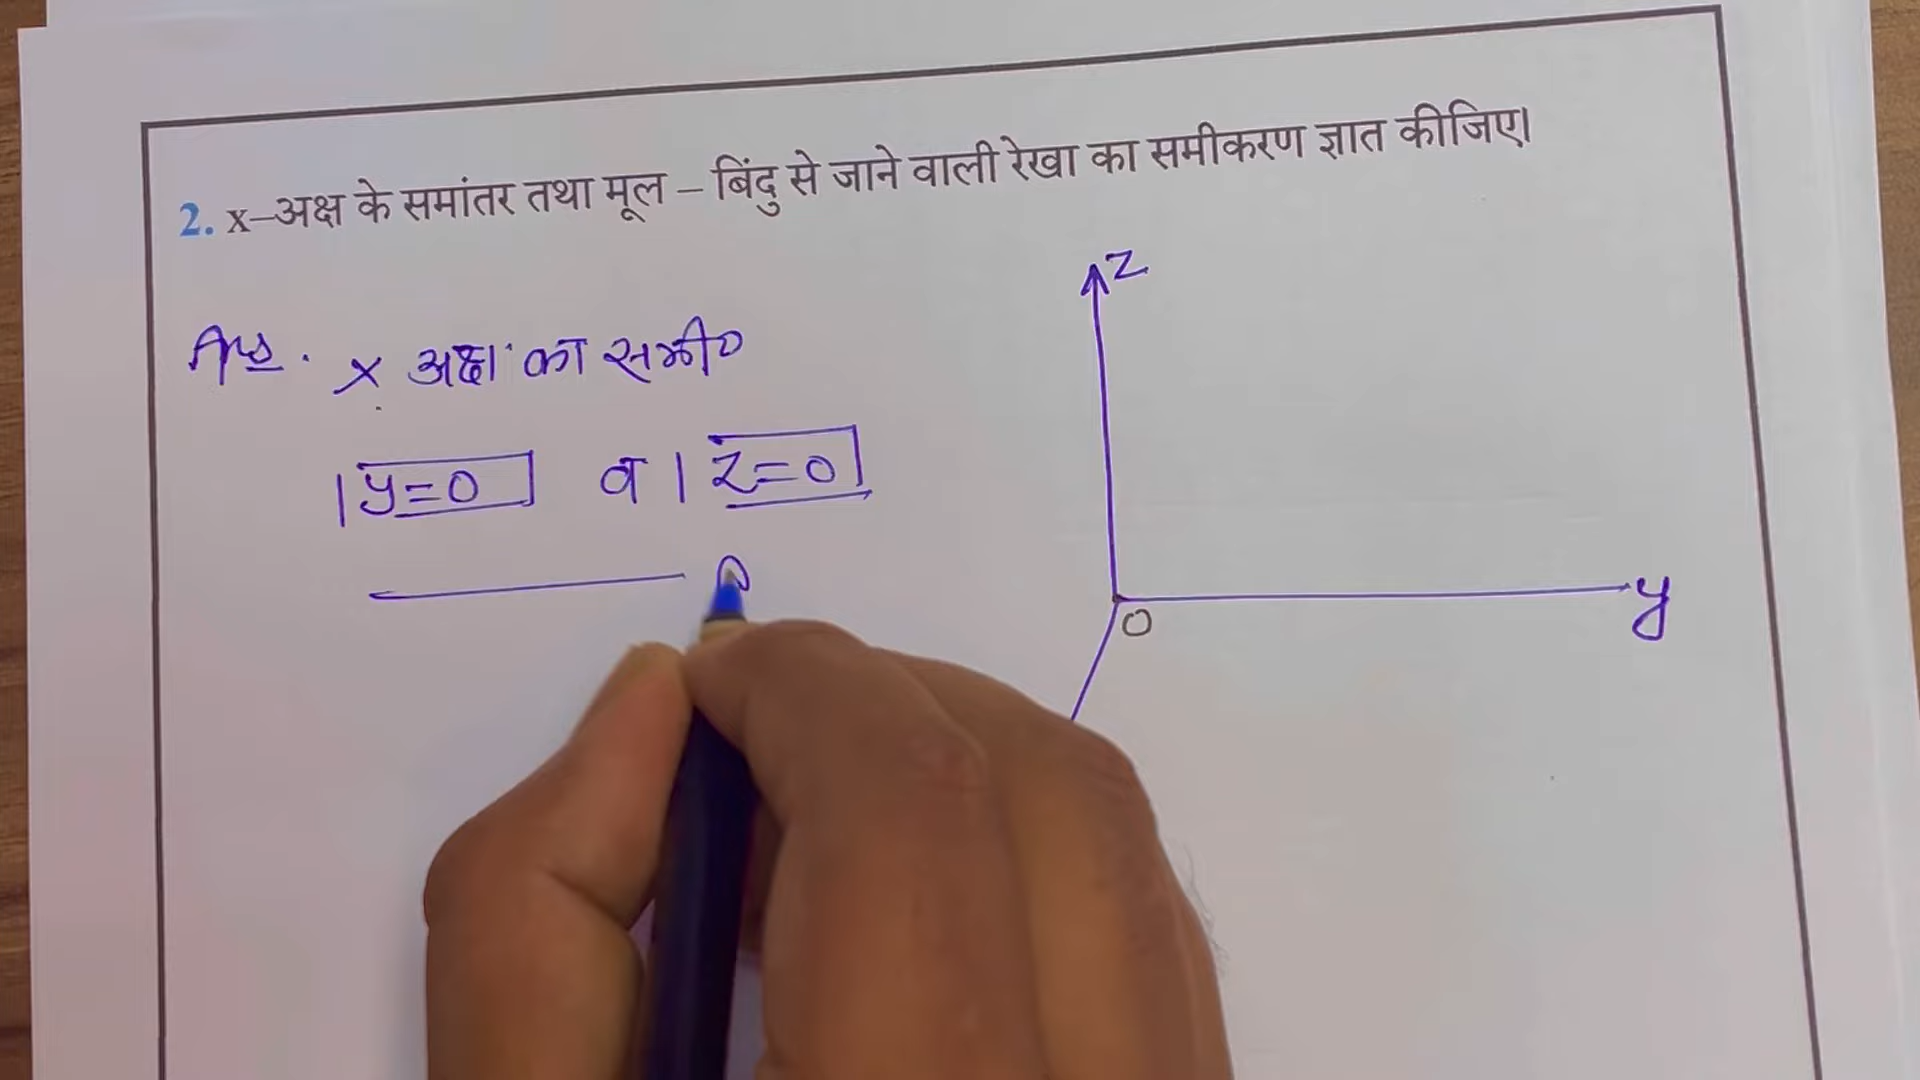 2. x–अक्ष के समांतर तथा मूल – बिंदु से जाने वाली रेखा का समीकरण ज्ञात कीजिए।
Ans. x अक्ष का समी०
y=0 व z=0
z
y
O